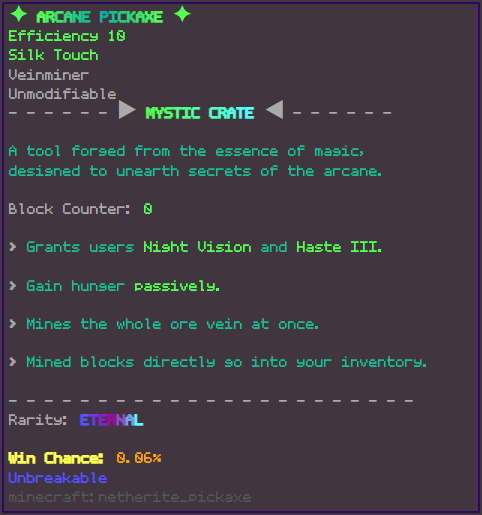 ✦ ARCANE PICKAXE ✦
Efficiency 10
Silk Touch
Veinminer
Unmodifiable
- - - - - - ▶ MYSTIC CRATE ◀ - - - - - -
A tool forged from the essence of magic,
designed to unearth secrets of the arcane.
Block Counter: 0
> Grants users Night Vision and Haste III.
> Gain hunger passively.
> Mines the whole ore vein at once.
> Mined blocks directly go into your inventory.
- - - - - - - - - - - - - - - - - - - - - - - - -
Rarity: ETERNAL
Win Chance: 0.06%
Unbreakable
minecraft:netherite_pickaxe